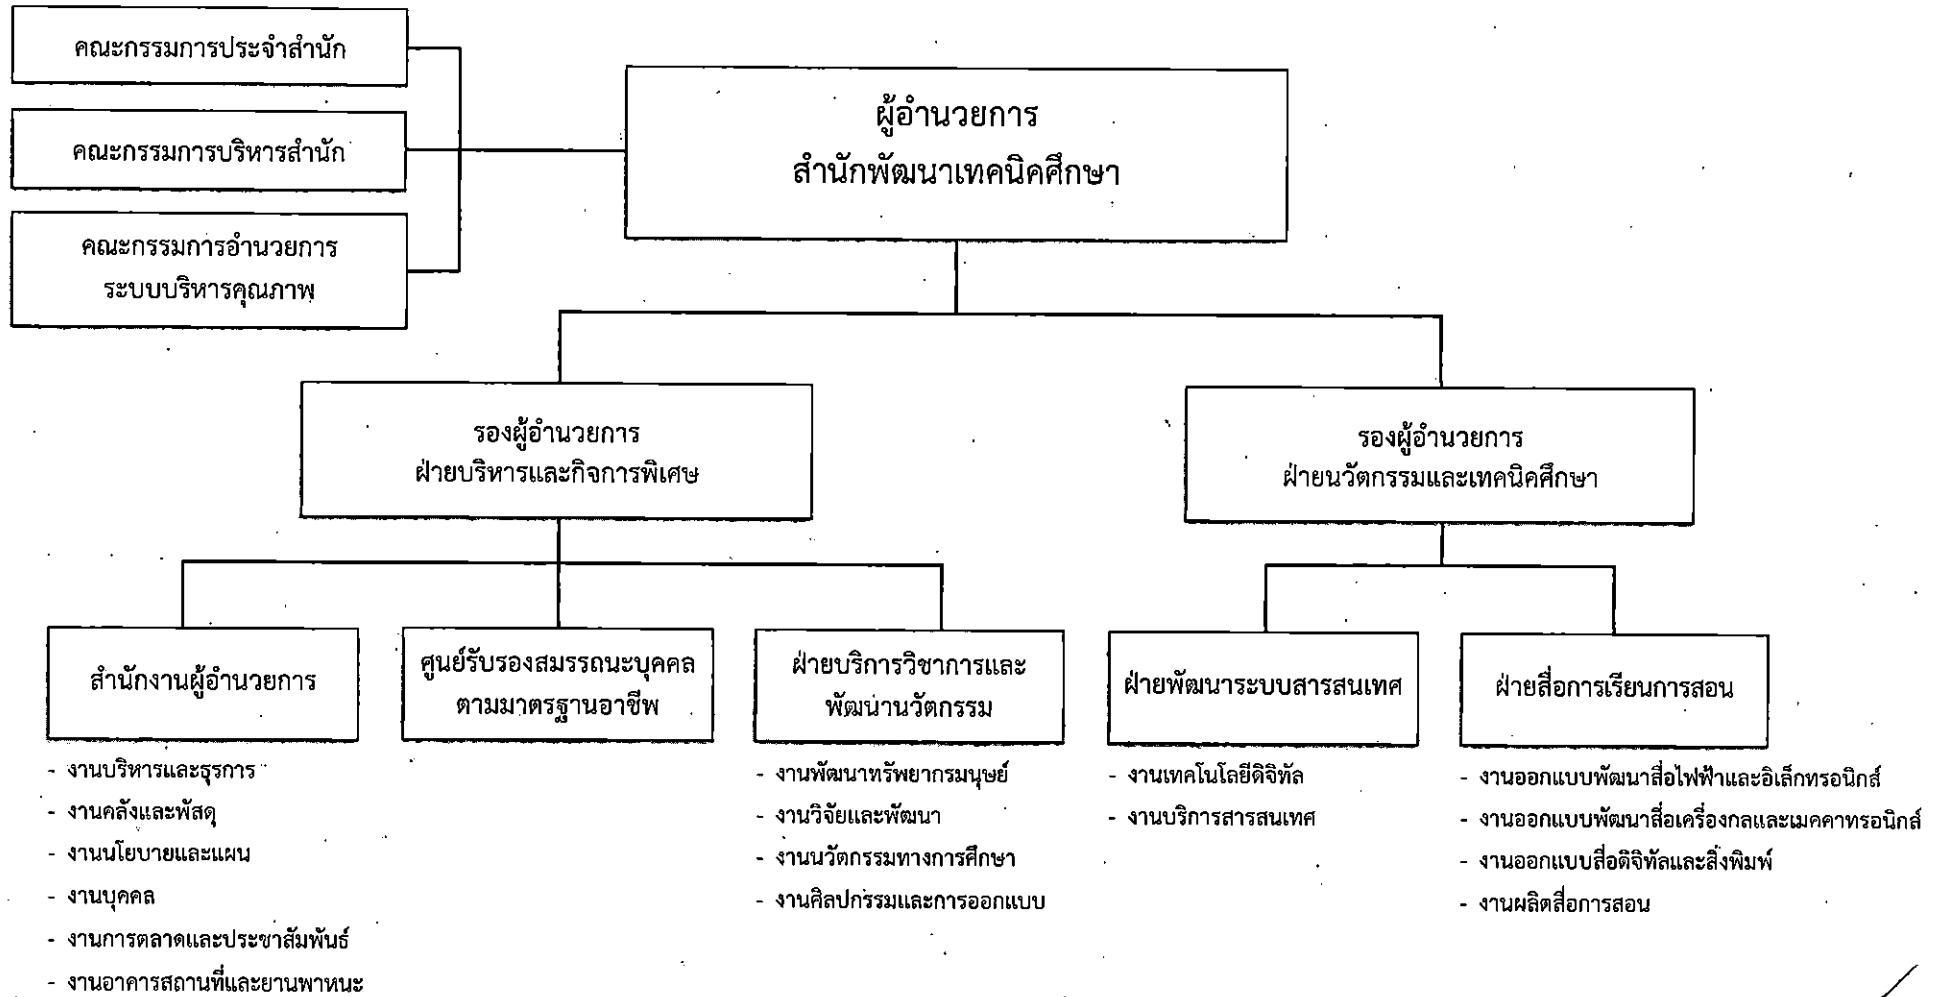 คณะกรรมการประจำสำนัก
คณะกรรมการบริหารสำนัก
คณะกรรมการอำนวยการ
ระบบบริหารคุณภาพ
ผู้อำนวยการ
สำนักพัฒนาเทคนิคศึกษา
รองผู้อำนวยการ
ฝ่ายบริหารและกิจการพิเศษ
รองผู้อำนวยการ
ฝ่ายนวัตกรรมและเทคนิคศึกษา
สำนักงานผู้อำนวยการ
- งานบริหารและธุรการ
- งานคลังและพัสดุ
- งานนโยบายและแผน
- งานบุคคล
- งานการตลาดและประชาสัมพันธ์
- งานอาคารสถานที่และยานพาหนะ
ศูนย์รับรองสมรรถนะบุคคล
ตามมาตรฐานอาชีพ
ฝ่ายบริการวิชาการและ
พัฒนานวัตกรรม
- งานพัฒนาทรัพยากรมนุษย์
- งานวิจัยและพัฒนา
- งานนวัตกรรมทางการศึกษา
- งานศิลปกรรมและการออกแบบ
ฝ่ายพัฒนาระบบสารสนเทศ
- งานเทคโนโลยีดิจิทัล
- งานบริการสารสนเทศ
ฝ่ายสื่อการเรียนการสอน
- งานออกแบบพัฒนาสื่อไฟฟ้าและอิเล็กทรอนิกส์
- งานออกแบบพัฒนาสื่อเครื่องกลและเมคคาทรอนิกส์
- งานออกแบบสื่อดิจิทัลและสิ่งพิมพ์
- งานผลิตสื่อการสอน